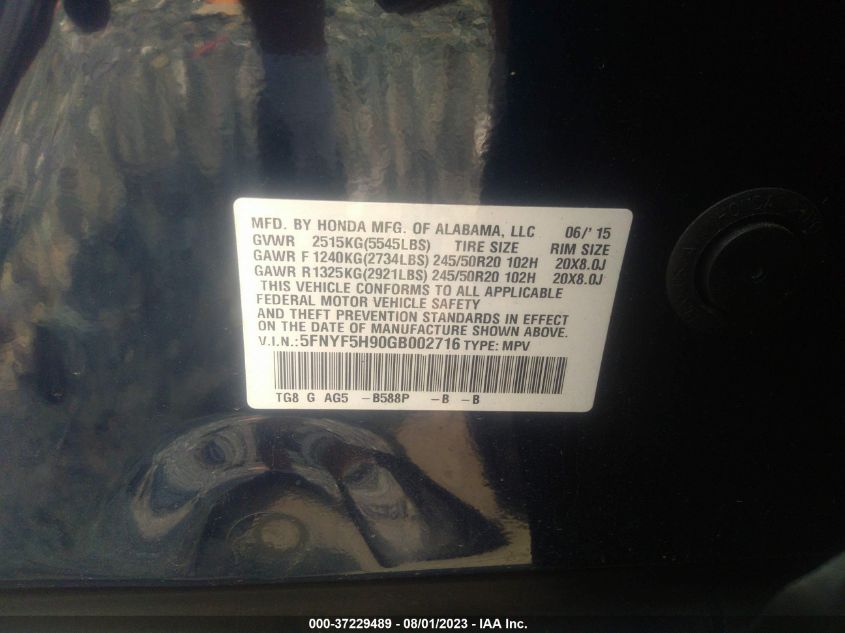 MFD. BY HONDA MFG. OF ALABAMA, LLC 06/'15
GVWR 2515KG(5545LBS) TIRE SIZE RIM SIZE
GAWR F 1240KG(2734LBS) 245/50R20 102H 20X8.0J
GAWR R 1325KG(2921LBS) 245/50R20 102H 20X8.0J
THIS VEHICLE CONFORMS TO ALL APPLICABLE
FEDERAL MOTOR VEHICLE SAFETY
AND THEFT PREVENTION STANDARDS IN EFFECT
ON THE DATE OF MANUFACTURE SHOWN ABOVE.
V.I.N.: 5FNYF5H90GB002716 TYPE: MPV
TG8 G AG5 -B588P -B -B
000-37229489 - 08/01/2023 - IAA Inc.